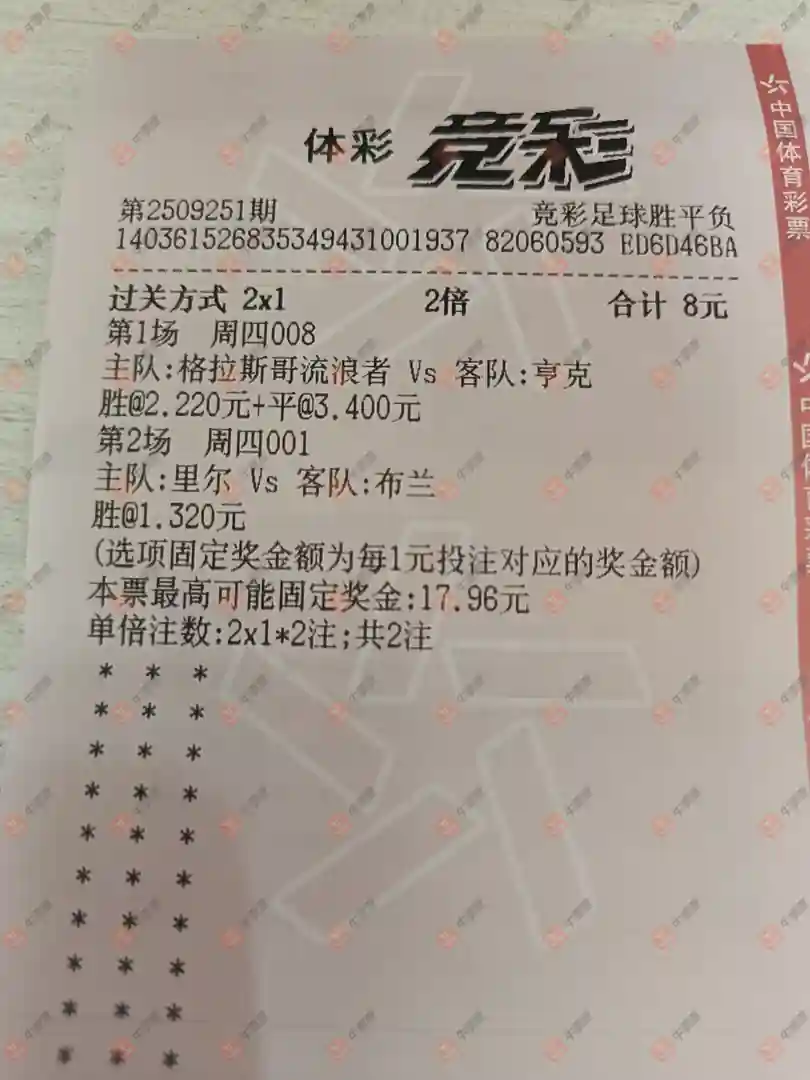 体彩 竞彩
第2509251期 竞彩足球胜平负
140361526835349431001937 82060593 ED6D46BA
过关方式 2x1 2倍 合计 8元
第1场 周四008
主队:格拉斯哥流浪者 Vs 客队:亨克
胜@2.220元+平@3.400元
第2场 周四001
主队:里尔 Vs 客队:布兰
胜@1.320元
(选项固定奖金额为每1元投注对应的奖金额)
本票最高可能固定奖金:17.96元
单倍注数:2x1*2注;共2注
* * *
* * *
* * *
* * *
* * *
* * *
* * *
* * *
* * *
* * *
中国体育彩票